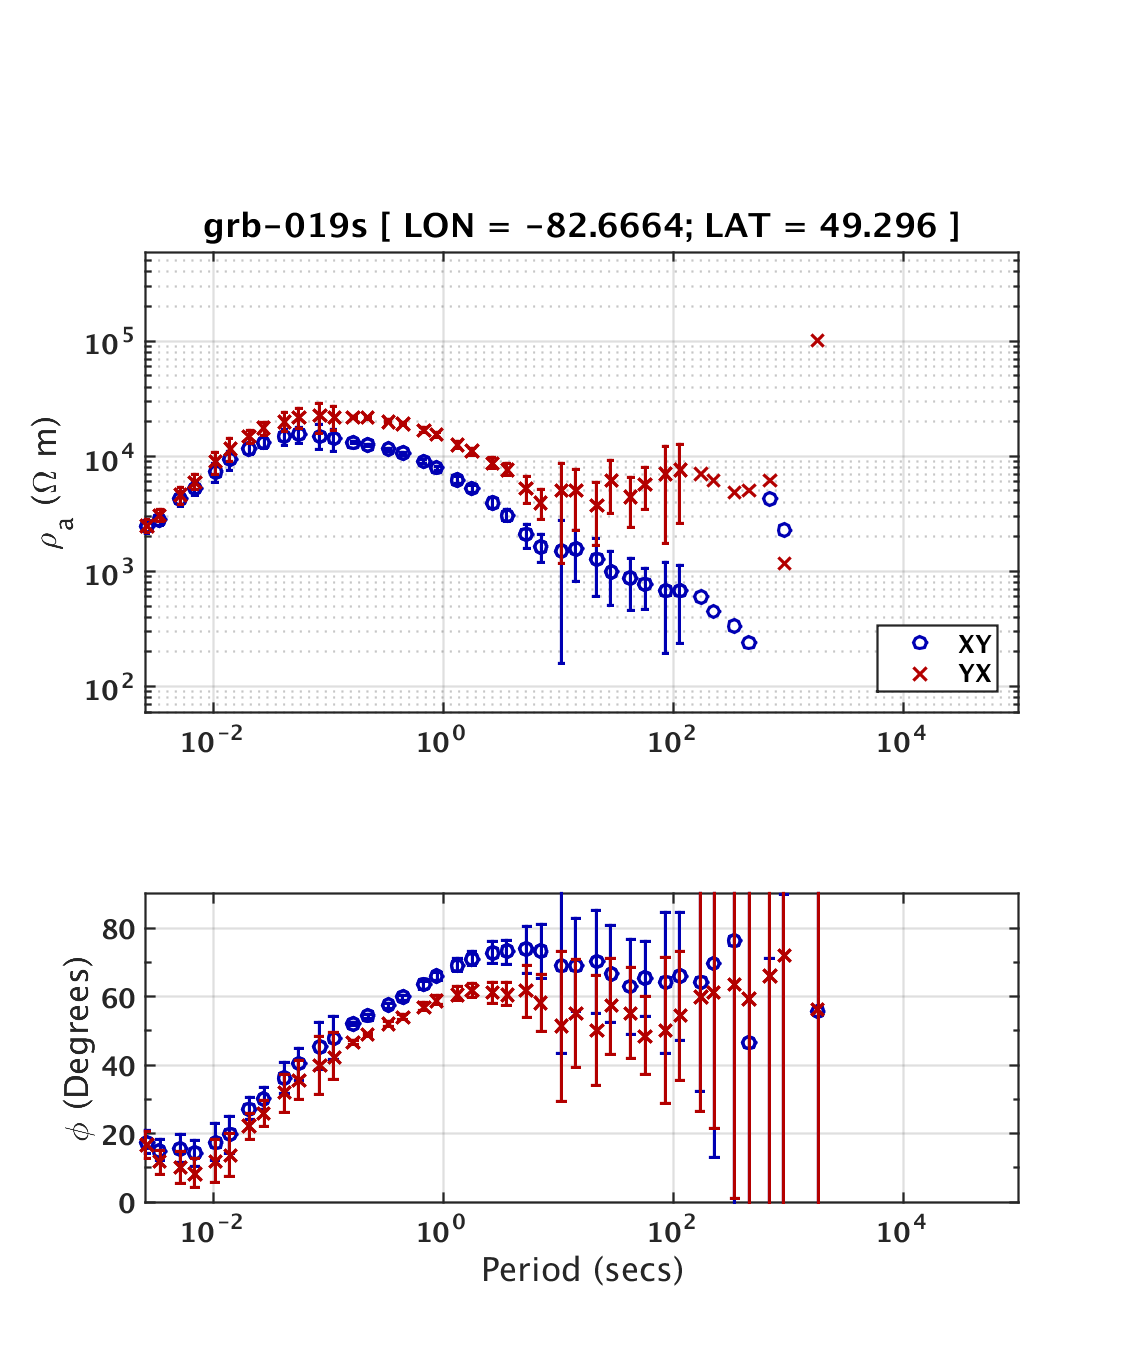 grb-019s [ LON = -82.6664; LAT = 49.296 ]
ρa (Ω m)
10^5
10^4
10^3
10^2
XY
YX
10^-2 10^0 10^2 10^4
ϕ (Degrees)
80
60
40
20
0
10^-2 10^0 10^2 10^4
Period (secs)